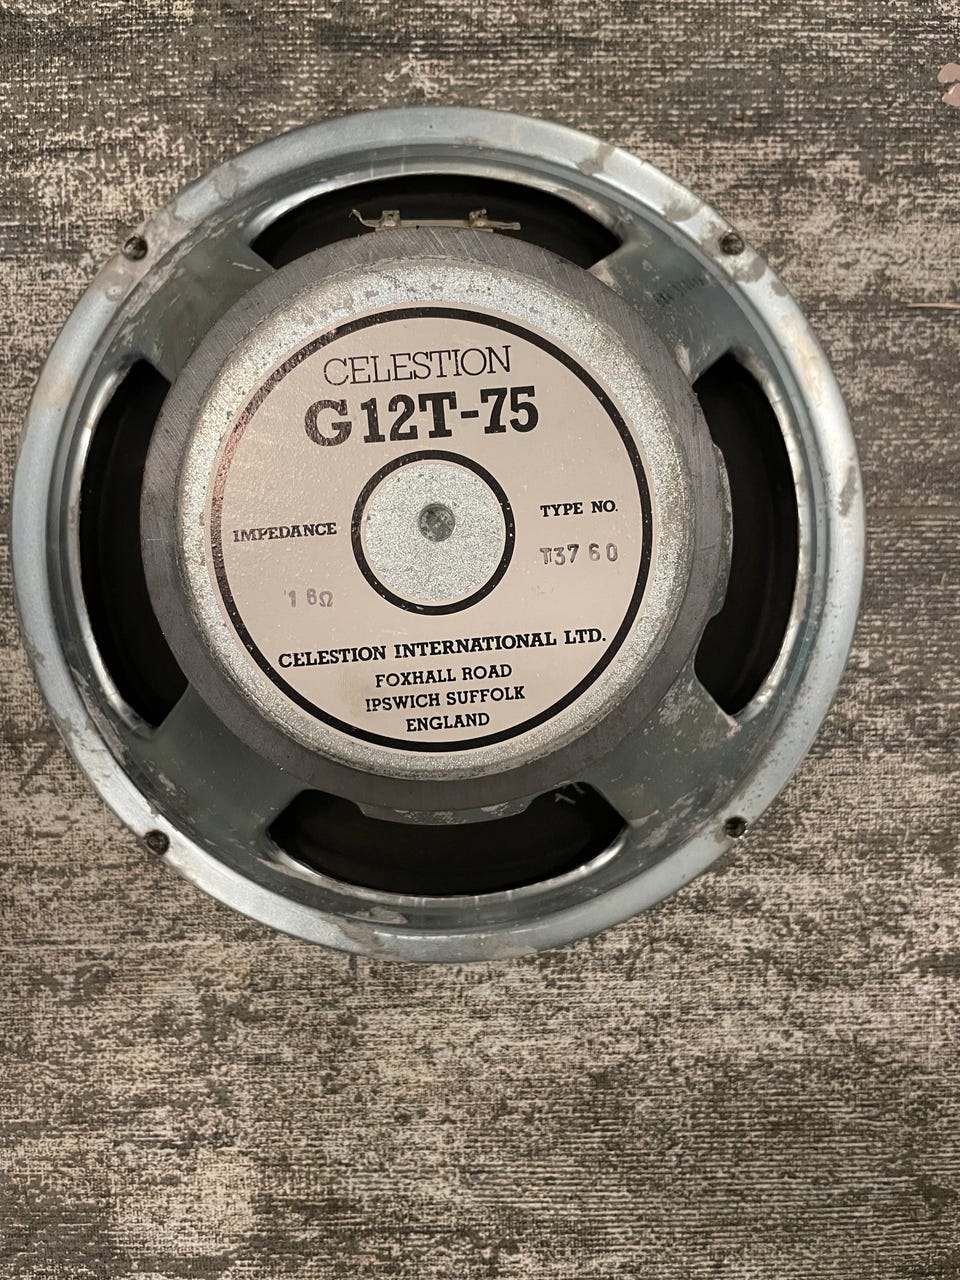 CELESTION
G12T-75
IMPEDANCE
TYPE NO.
16Ω
T3760
CELESTION INTERNATIONAL LTD.
FOXHALL ROAD
IPSWICH SUFFOLK
ENGLAND